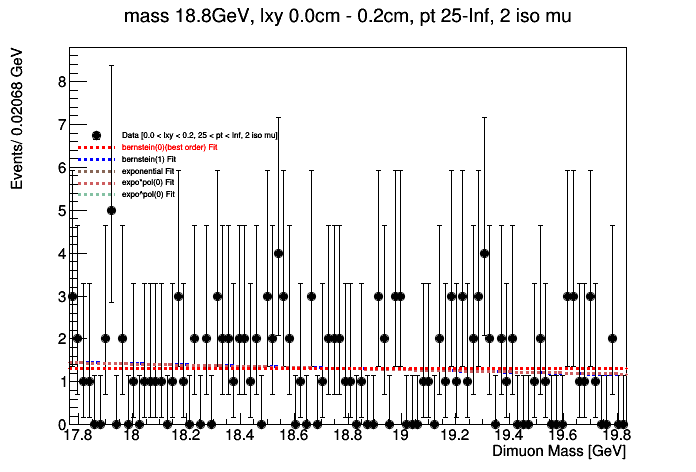 mass 18.8GeV, lxy 0.0cm - 0.2cm, pt 25-Inf, 2 iso mu
Events/ 0.02068 GeV
8
7
6
5
4
3
2
1
0
Data [0.0 < lxy < 0.2, 25 < pt < Inf, 2 iso mu]
bernstein(0)(best order) Fit
bernstein(1) Fit
exponential Fit
expo*pol(0) Fit
expo*pol(0) Fit
17.8 18 18.2 18.4 18.6 18.8 19 19.2 19.4 19.6 19.8
Dimuon Mass [GeV]